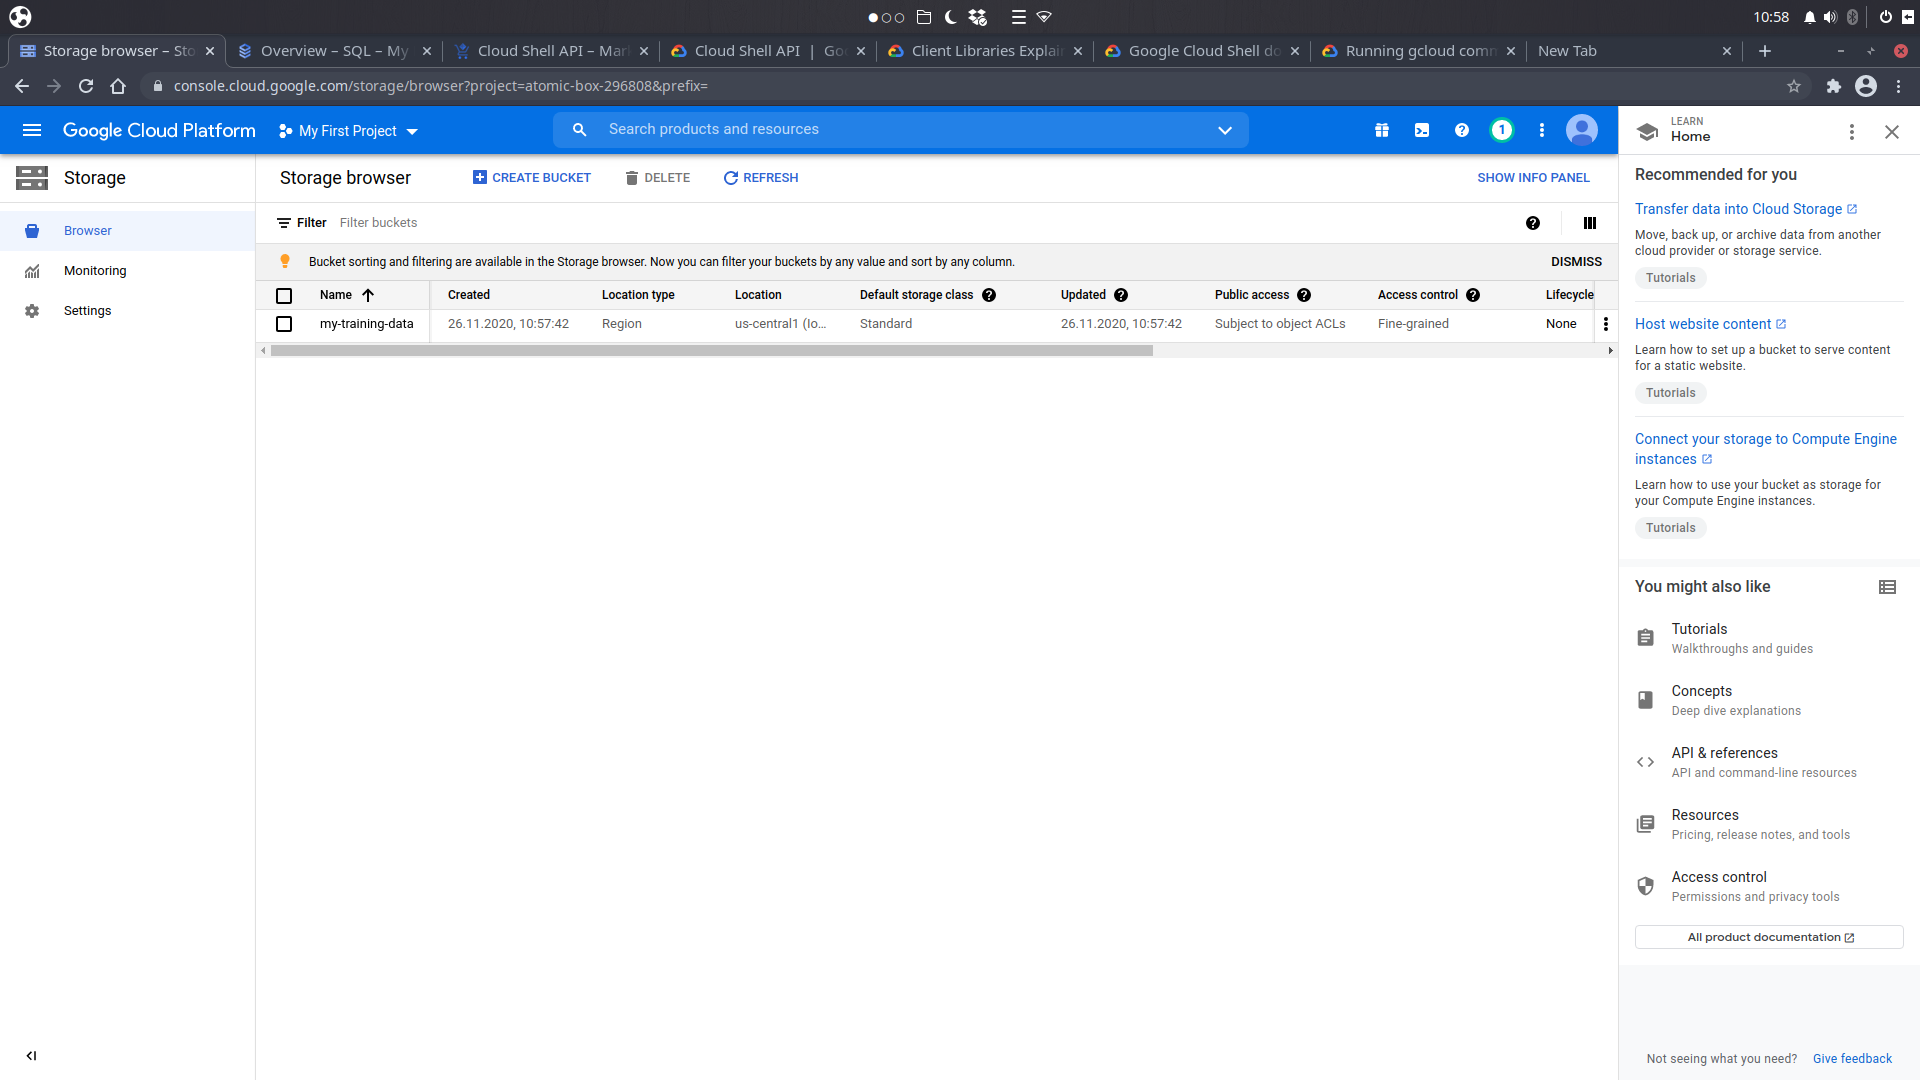 10:58
Storage browser – Sto
Overview – SQL – My
Cloud Shell API – Mar
Cloud Shell API | Goo
Client Libraries Explai
Google Cloud Shell do
Running gcloud comm
New Tab
console.cloud.google.com/storage/browser?project=atomic-box-296808&prefix=
Google Cloud Platform
My First Project
Search products and resources
1
LEARN
Home
Storage
Browser
Monitoring
Settings
Storage browser
CREATE BUCKET
DELETE
REFRESH
SHOW INFO PANEL
Filter Filter buckets
Bucket sorting and filtering are available in the Storage browser. Now you can filter your buckets by any value and sort by any column.
DISMISS
Name Created Location type Location Default storage class Updated Public access Access control Lifecycle
my-training-data 26.11.2020, 10:57:42 Region us-central1 (Io... Standard 26.11.2020, 10:57:42 Subject to object ACLs Fine-grained None
Recommended for you
Transfer data into Cloud Storage
Move, back up, or archive data from another
cloud provider or storage service.
Tutorials
Host website content
Learn how to set up a bucket to serve content
for a static website.
Tutorials
Connect your storage to Compute Engine
instances
Learn how to use your bucket as storage for
your Compute Engine instances.
Tutorials
You might also like
Tutorials
Walkthroughs and guides
Concepts
Deep dive explanations
API & references
API and command-line resources
Resources
Pricing, release notes, and tools
Access control
Permissions and privacy tools
All product documentation
Not seeing what you need? Give feedback